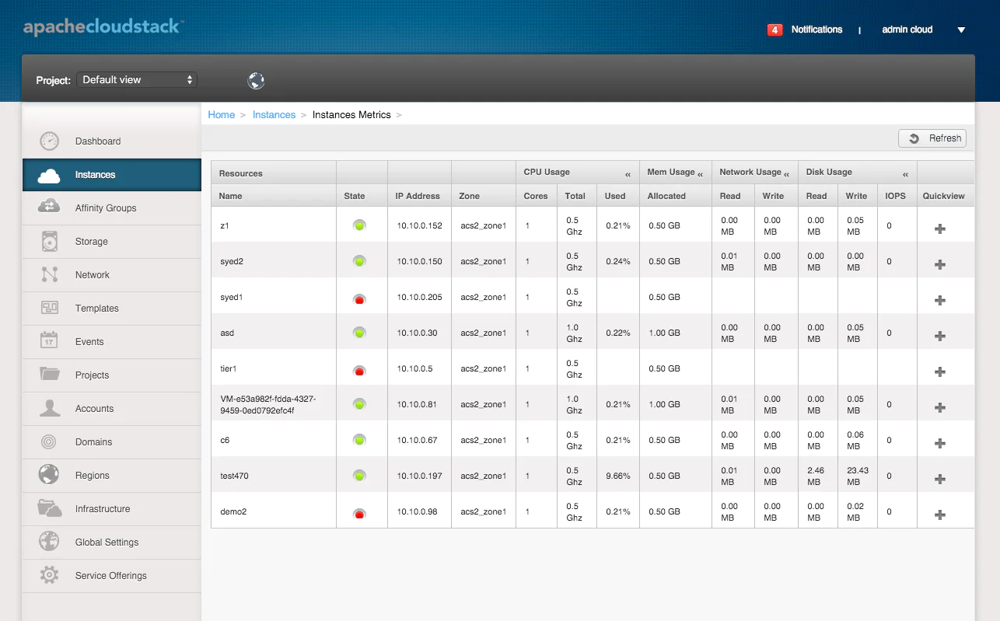 apachecloudstack™
4 Notifications | admin cloud
Project: Default view
Home > Instances > Instances Metrics >
Refresh
Dashboard
Instances
Affinity Groups
Storage
Network
Templates
17 Events
Projects
Accounts
Domains
Regions
Infrastructure
Global Settings
Service Offerings
Resources CPU Usage « Mem Usage « Network Usage « Disk Usage «
Name State IP Address Zone Cores Total Used Allocated Read Write Read Write IOPS Quickview
z1 10.10.0.152 acs2_zone1 1 0.5 Ghz 0.21% 0.50 GB 0.00 MB 0.00 MB 0.00 MB 0.05 MB 0
syed2 10.10.0.150 acs2_zone1 1 0.5 Ghz 0.24% 0.50 GB 0.01 MB 0.00 MB 0.00 MB 0.00 MB 0
syed1 10.10.0.205 acs2_zone1 1 0.5 Ghz 0.50 GB
asd 10.10.0.30 acs2_zone1 1 1.0 Ghz 0.22% 1.00 GB 0.00 MB 0.00 MB 0.00 MB 0.05 MB 0
tier1 10.10.0.5 acs2_zone1 1 0.5 Ghz 0.50 GB
VM-e53a982f-fdda-4327-9459-0ed0792efc4f 10.10.0.81 acs2_zone1 1 1.0 Ghz 0.21% 1.00 GB 0.01 MB 0.00 MB 0.00 MB 0.05 MB 0
c6 10.10.0.67 acs2_zone1 1 0.5 Ghz 0.21% 0.50 GB 0.00 MB 0.00 MB 0.00 MB 0.06 MB 0
test470 10.10.0.197 acs2_zone1 1 0.5 Ghz 9.66% 0.50 GB 0.01 MB 0.00 MB 2.46 MB 23.43 MB 0
demo2 10.10.0.98 acs2_zone1 1 0.5 Ghz 0.21% 0.50 GB 0.00 MB 0.00 MB 0.00 MB 0.02 MB 0